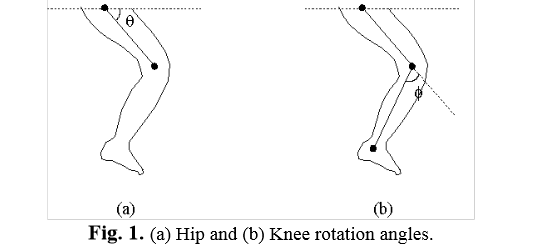 θ
ϕ
(a) (b)
Fig. 1. (a) Hip and (b) Knee rotation angles.